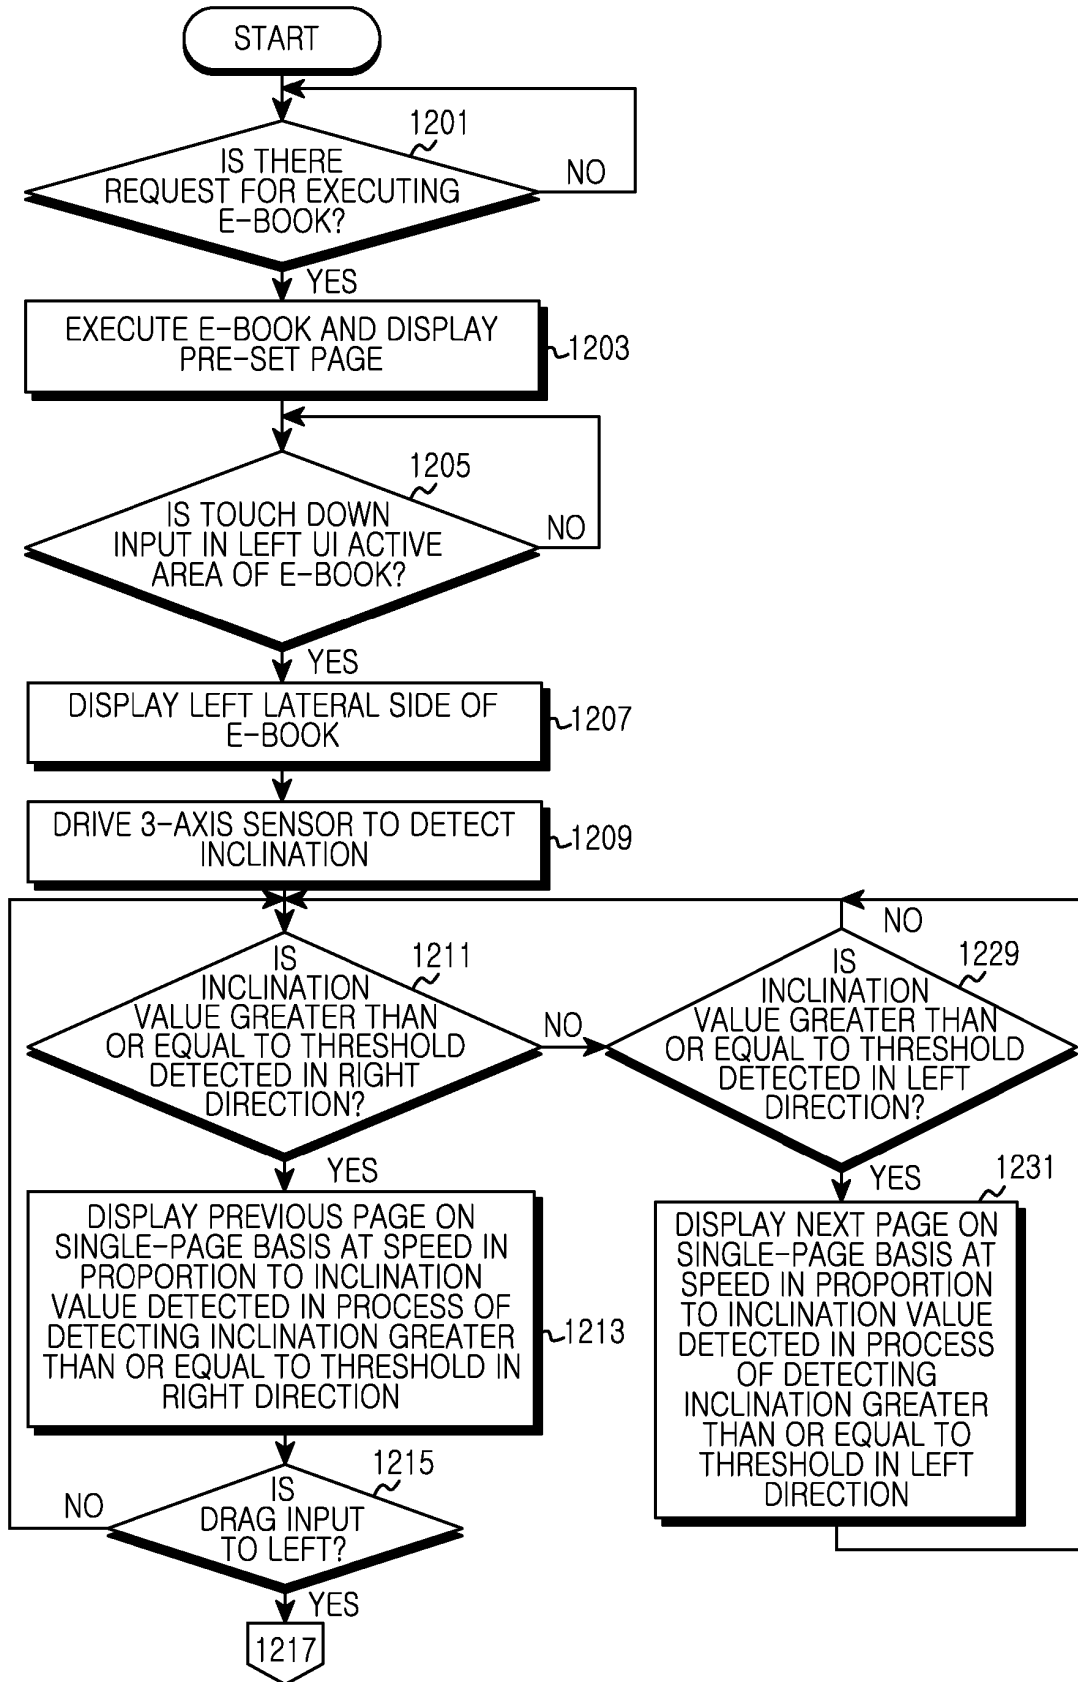 START
1201
IS THERE
REQUEST FOR EXECUTING
E-BOOK?
NO
YES
EXECUTE E-BOOK AND DISPLAY
PRE-SET PAGE
1203
1205
IS TOUCH DOWN
INPUT IN LEFT UI ACTIVE
AREA OF E-BOOK?
NO
YES
DISPLAY LEFT LATERAL SIDE OF
E-BOOK
1207
DRIVE 3-AXIS SENSOR TO DETECT
INCLINATION
1209
1211
IS
INCLINATION
VALUE GREATER THAN
OR EQUAL TO THRESHOLD
DETECTED IN RIGHT
DIRECTION?
NO
YES
NO
1229
IS
INCLINATION
VALUE GREATER THAN
OR EQUAL TO THRESHOLD
DETECTED IN LEFT
DIRECTION?
YES
DISPLAY PREVIOUS PAGE ON
SINGLE-PAGE BASIS AT SPEED IN
PROPORTION TO INCLINATION
VALUE DETECTED IN PROCESS OF
DETECTING INCLINATION GREATER
THAN OR EQUAL TO THRESHOLD IN
RIGHT DIRECTION
1213
1231
DISPLAY NEXT PAGE ON
SINGLE-PAGE BASIS AT
SPEED IN PROPORTION
TO INCLINATION VALUE
DETECTED IN PROCESS
OF DETECTING
INCLINATION GREATER
THAN OR EQUAL TO
THRESHOLD IN LEFT
DIRECTION
1215
IS
DRAG INPUT
TO LEFT?
NO
YES
1217